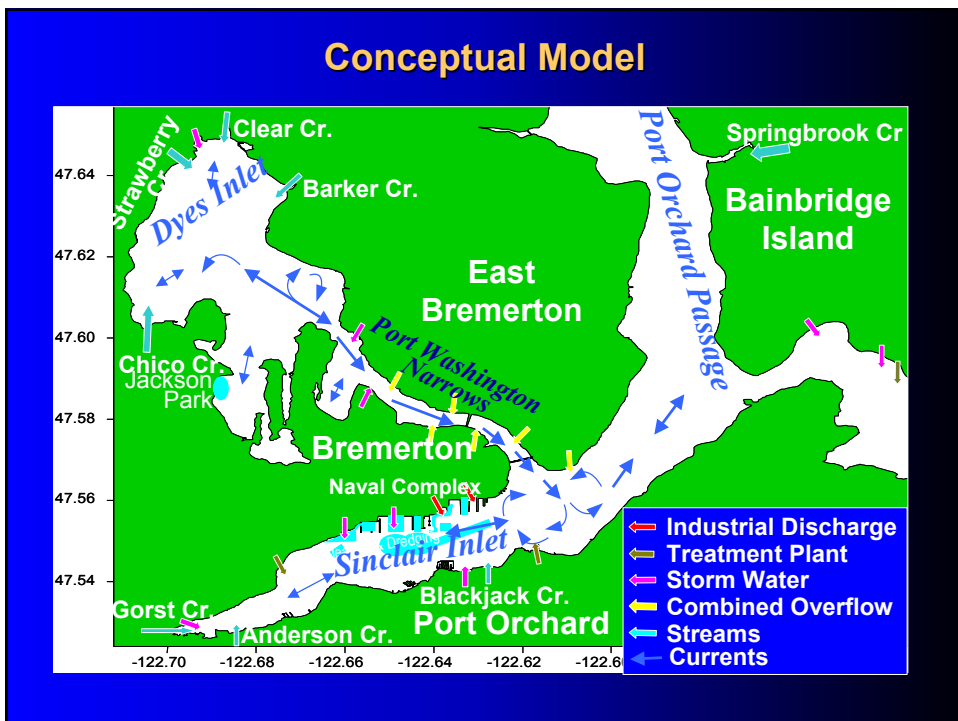 Conceptual Model
Clear Cr.
Strawberry
Cr.
Barker Cr.
Dyes Inlet
Port Orchard Passage
Springbrook Cr
Bainbridge
Island
East
Bremerton
Port Washington
Narrows
Chico Cr.
Jackson
Park
Bremerton
Naval Complex
Dredging
Sinclair Inlet
Gorst Cr.
Anderson Cr.
Blackjack Cr.
Port Orchard
47.64
47.62
47.60
47.58
47.56
47.54
-122.70
-122.68
-122.66
-122.64
-122.62
Industrial Discharge
Treatment Plant
Storm Water
Combined Overflow
Streams
Currents